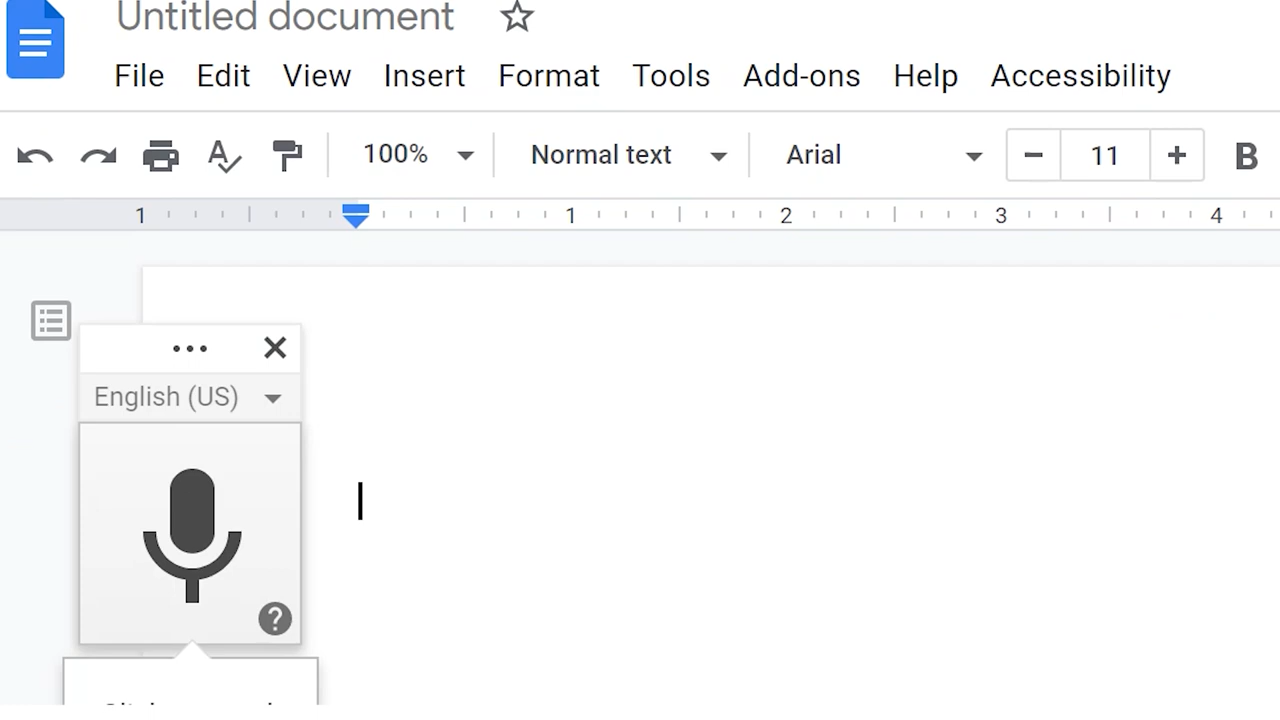 Untitled document
File Edit View Insert Format Tools Add-ons Help Accessibility
100% Normal text Arial 11 B
1 1 2 3 4
English (US)